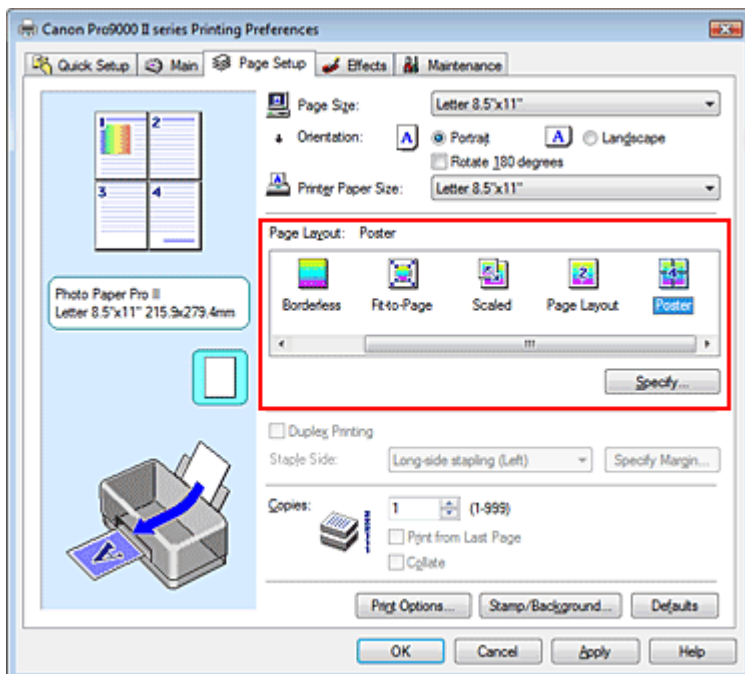 Canon Pro9000 II series Printing Preferences
Quick Setup Main Page Setup Effects Maintenance
1 2
3 4
Photo Paper Pro II
Letter 8.5"x11" 215.9x279.4mm
Page Size: Letter 8.5"x11"
Orientation: A Portrait A Landscape
Rotate 180 degrees
Printer Paper Size: Letter 8.5"x11"
Page Layout: Poster
Borderless Fit-to-Page Scaled Page Layout Poster
Specify...
Duplex Printing
Staple Side: Long-side stapling (Left) Specify Margin...
Copies: 1 (1-999)
Print from Last Page
Collate
A
Print Options... Stamp/Background... Defaults
OK Cancel Apply Help